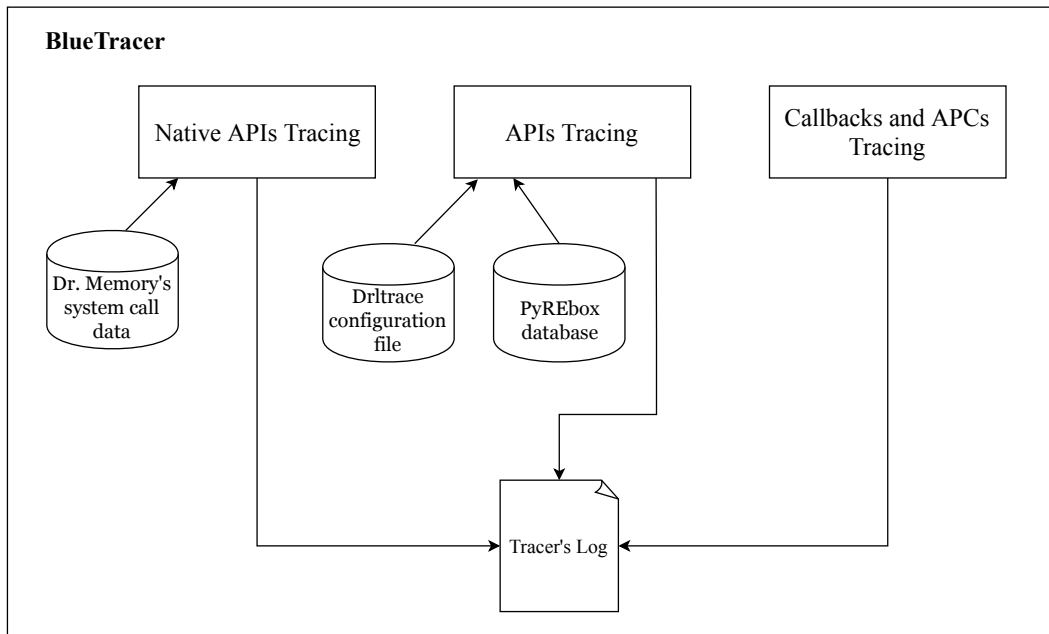 BlueTracer
Native APIs Tracing
APIs Tracing
Callbacks and APCs
Tracing
Dr. Memory's
system call
data
Drltrace
configuration
file
PyREbox
database
Tracer's Log